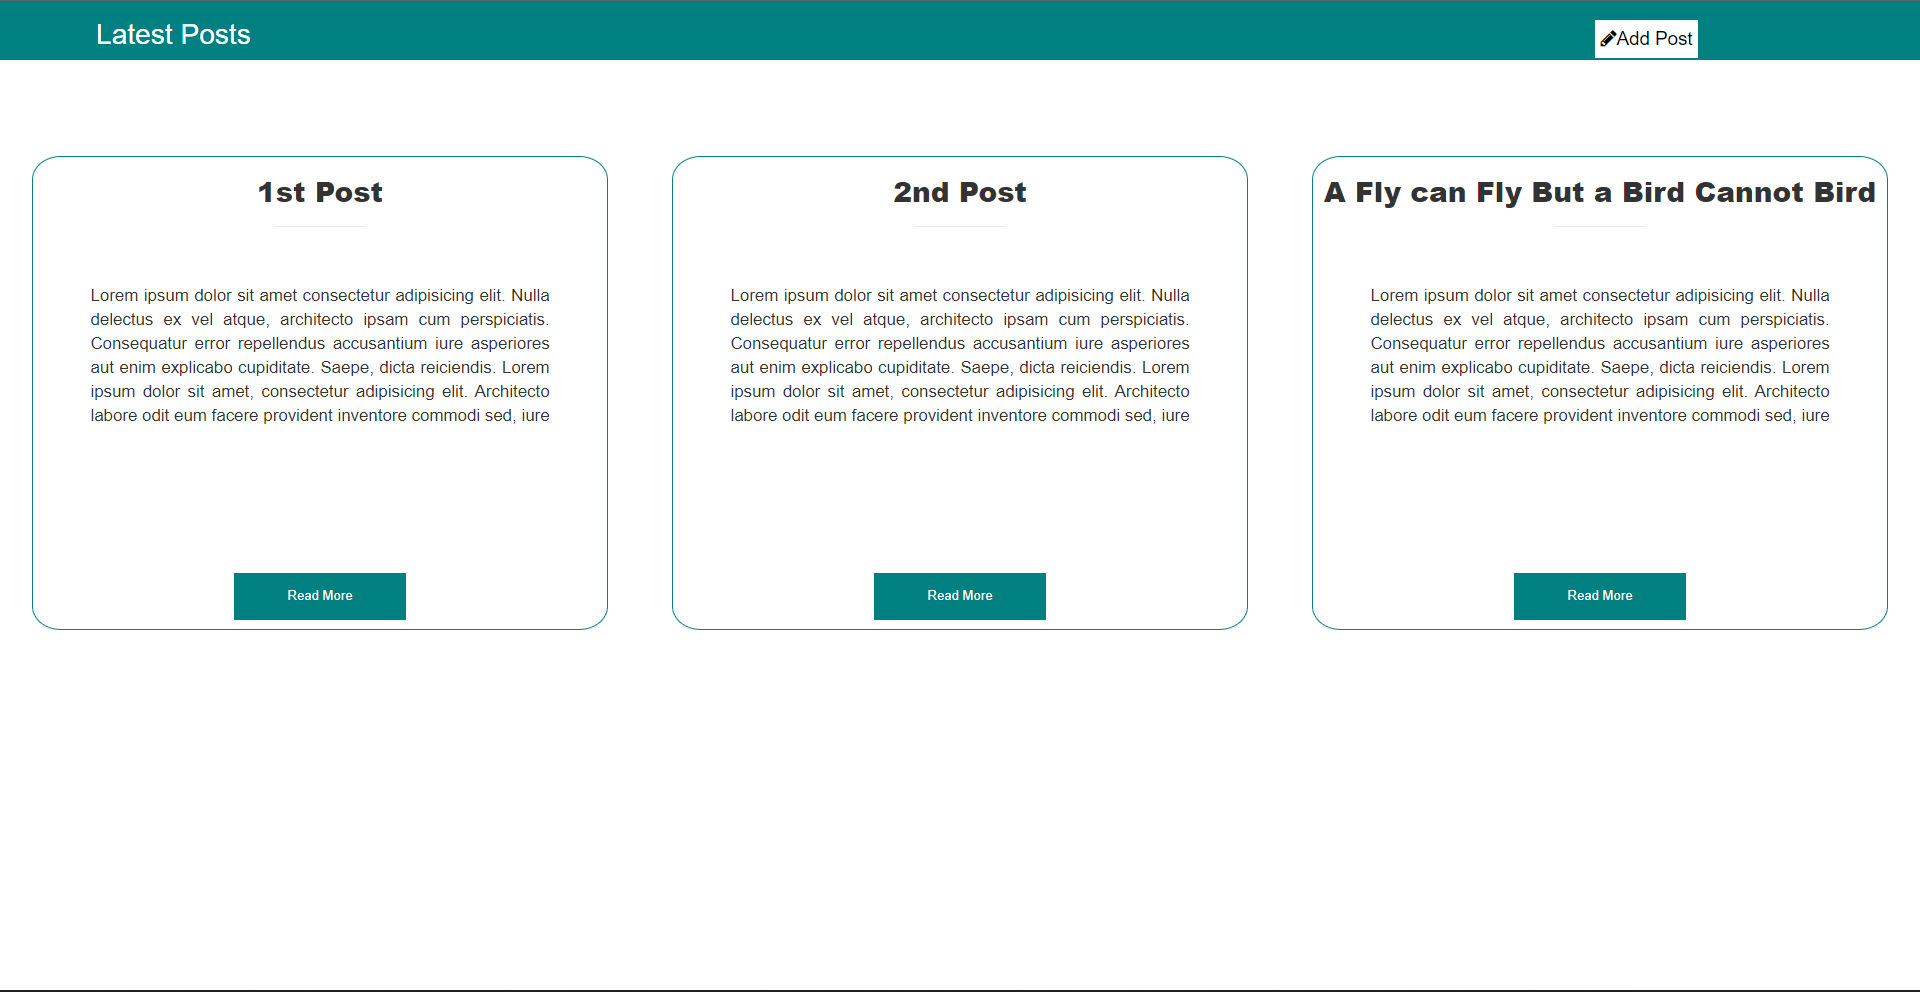 Latest Posts
Add Post
1st Post
Lorem ipsum dolor sit amet consectetur adipisicing elit. Nulla
delectus ex vel atque, architecto ipsam cum perspiciatis.
Consequatur error repellendus accusantium iure asperiores
aut enim explicabo cupiditate. Saepe, dicta reiciendis. Lorem
ipsum dolor sit amet, consectetur adipisicing elit. Architecto
labore odit eum facere provident inventore commodi sed, iure
Read More
2nd Post
Lorem ipsum dolor sit amet consectetur adipisicing elit. Nulla
delectus ex vel atque, architecto ipsam cum perspiciatis.
Consequatur error repellendus accusantium iure asperiores
aut enim explicabo cupiditate. Saepe, dicta reiciendis. Lorem
ipsum dolor sit amet, consectetur adipisicing elit. Architecto
labore odit eum facere provident inventore commodi sed, iure
Read More
A Fly can Fly But a Bird Cannot Bird
Lorem ipsum dolor sit amet consectetur adipisicing elit. Nulla
delectus ex vel atque, architecto ipsam cum perspiciatis.
Consequatur error repellendus accusantium iure asperiores
aut enim explicabo cupiditate. Saepe, dicta reiciendis. Lorem
ipsum dolor sit amet, consectetur adipisicing elit. Architecto
labore odit eum facere provident inventore commodi sed, iure
Read More